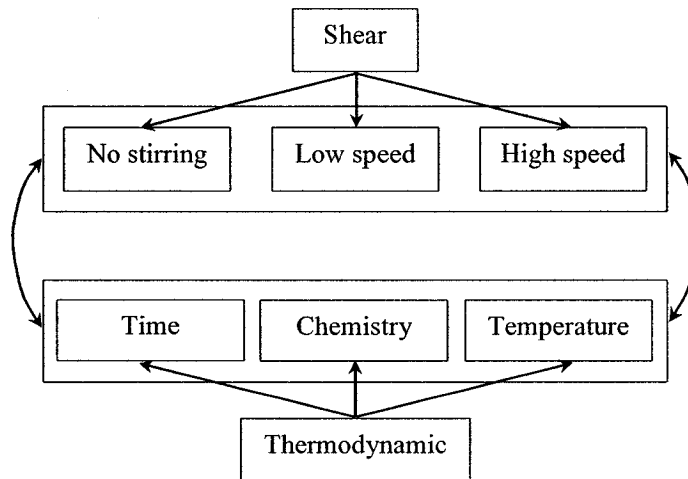 Shear
No stirring Low speed High speed
Time Chemistry Temperature
Thermodynamic